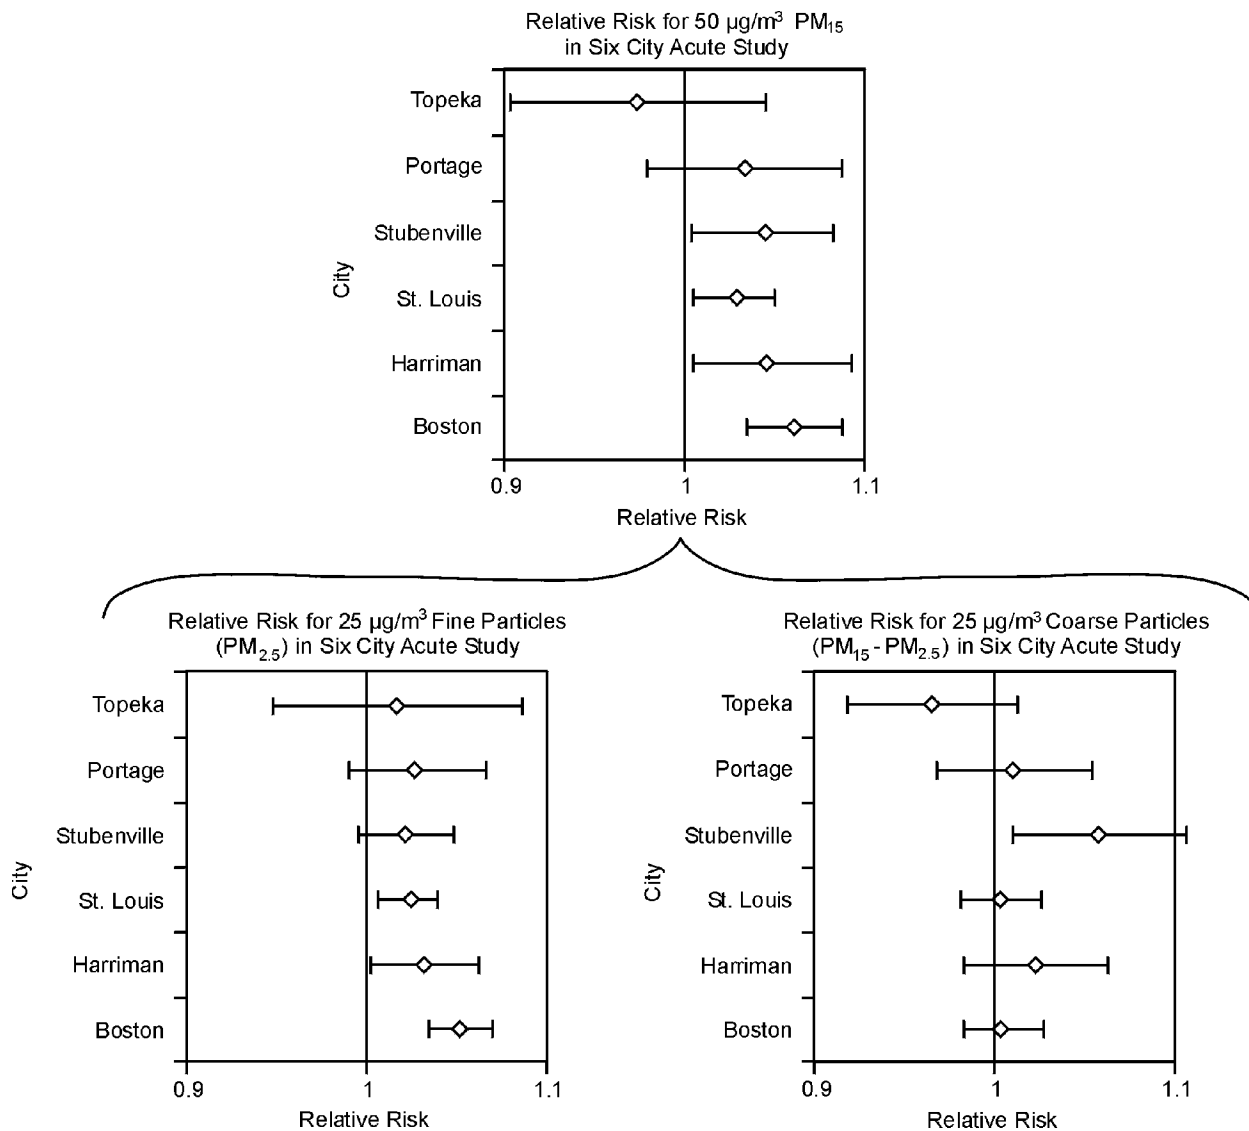 Relative Risk for 50 µg/m³ PM₁₅
in Six City Acute Study
Topeka
Portage
Stubenville
St. Louis
Harriman
Boston
City
0.9
1
1.1
Relative Risk
Relative Risk for 25 µg/m³ Fine Particles
(PM₂.₅) in Six City Acute Study
Topeka
Portage
Stubenville
St. Louis
Harriman
Boston
City
0.9
1
1.1
Relative Risk
Relative Risk for 25 µg/m³ Coarse Particles
(PM₁₅ - PM₂.₅) in Six City Acute Study
Topeka
Portage
Stubenville
St. Louis
Harriman
Boston
City
0.9
1
1.1
Relative Risk